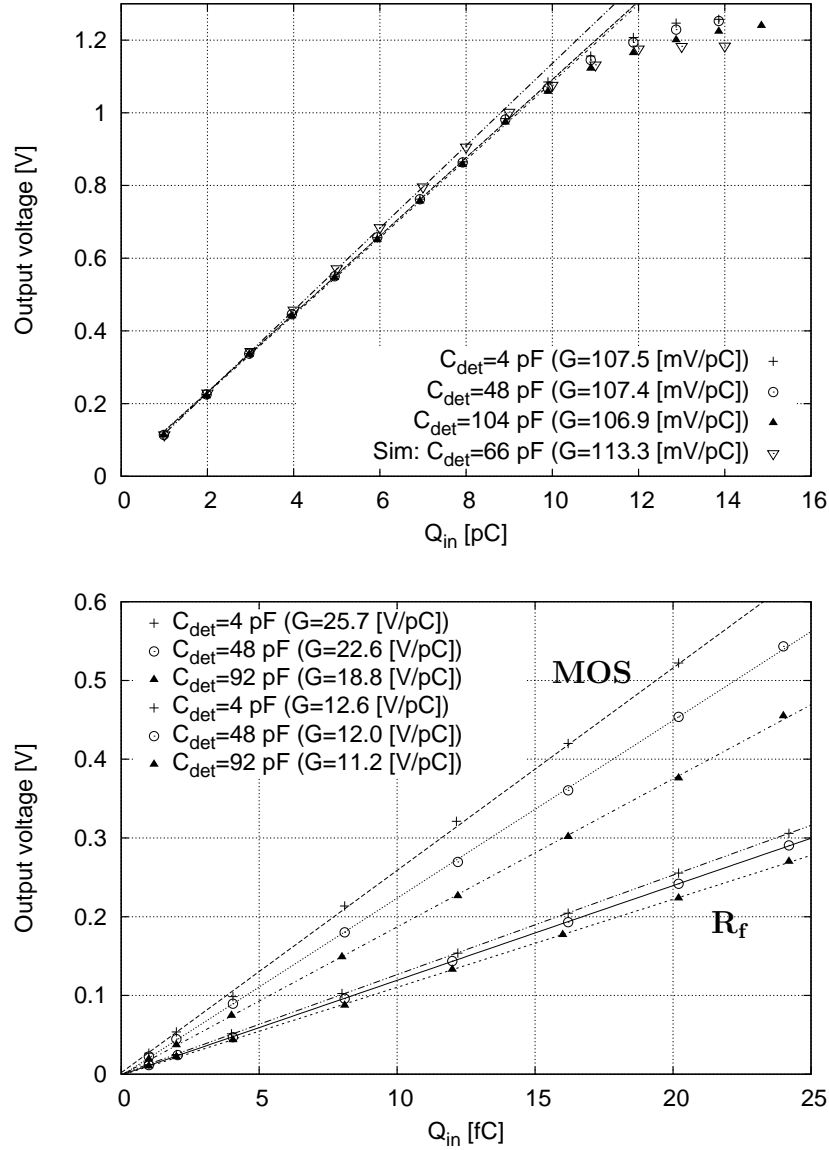 1.2
1
0.8
0.6
0.4
0.2
0
Output voltage [V]
C_det=4 pF (G=107.5 [mV/pC])
C_det=48 pF (G=107.4 [mV/pC])
C_det=104 pF (G=106.9 [mV/pC])
Sim: C_det=66 pF (G=113.3 [mV/pC])
0 2 4 6 8 10 12 14 16
Q_in [pC]
0.6
0.5
0.4
0.3
0.2
0.1
0
Output voltage [V]
C_det=4 pF (G=25.7 [V/pC])
C_det=48 pF (G=22.6 [V/pC])
C_det=92 pF (G=18.8 [V/pC])
C_det=4 pF (G=12.6 [V/pC])
C_det=48 pF (G=12.0 [V/pC])
C_det=92 pF (G=11.2 [V/pC])
MOS
R_f
0 5 10 15 20 25
Q_in [fC]